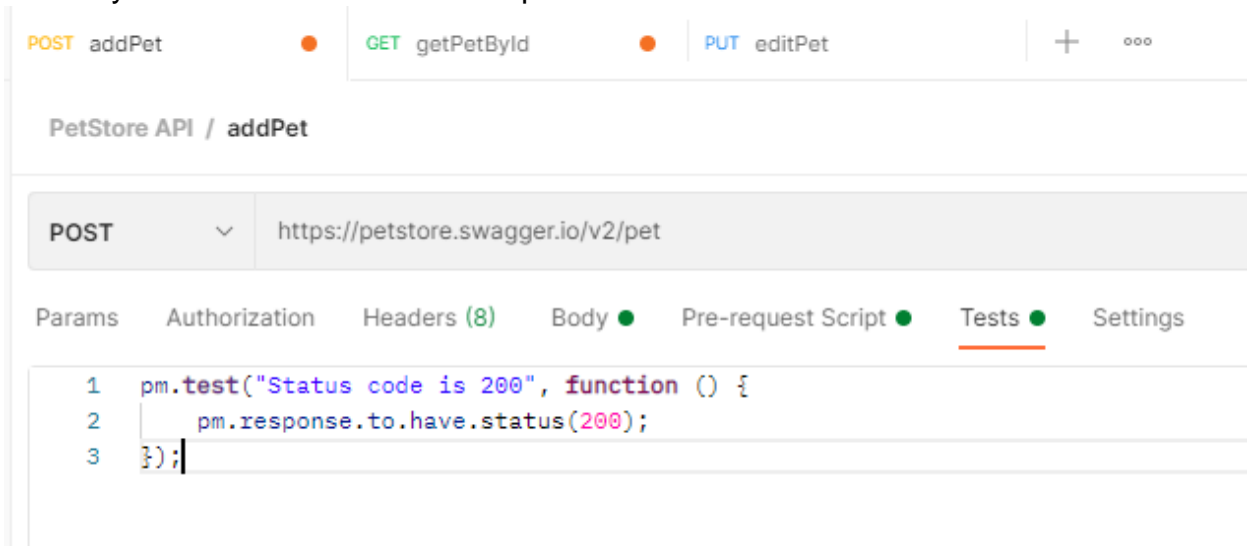 POST addPet GET getPetById PUT editPet + ooo
PetStore API / addPet
POST https://petstore.swagger.io/v2/pet
Params Authorization Headers (8) Body Pre-request Script Tests Settings
1 pm.test("Status code is 200", function () {
2 pm.response.to.have.status(200);
3 });